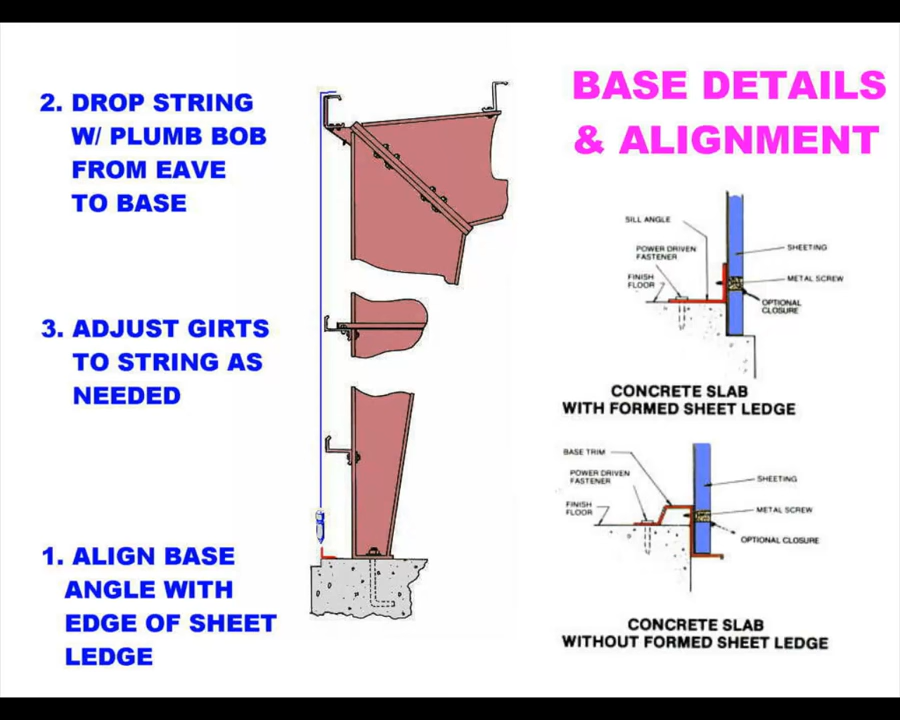 BASE DETAILS
& ALIGNMENT
2. DROP STRING
W/ PLUMB BOB
FROM EAVE
TO BASE
3. ADJUST GIRTS
TO STRING AS
NEEDED
1. ALIGN BASE
ANGLE WITH
EDGE OF SHEET
LEDGE
SILL ANGLE
POWER DRIVEN
FASTENER
FINISH
FLOOR
SHEETING
METAL SCREW
OPTIONAL
CLOSURE
CONCRETE SLAB
WITH FORMED SHEET LEDGE
BASE TRIM
POWER DRIVEN
FASTENER
FINISH
FLOOR
SHEETING
METAL SCREW
OPTIONAL CLOSURE
CONCRETE SLAB
WITHOUT FORMED SHEET LEDGE